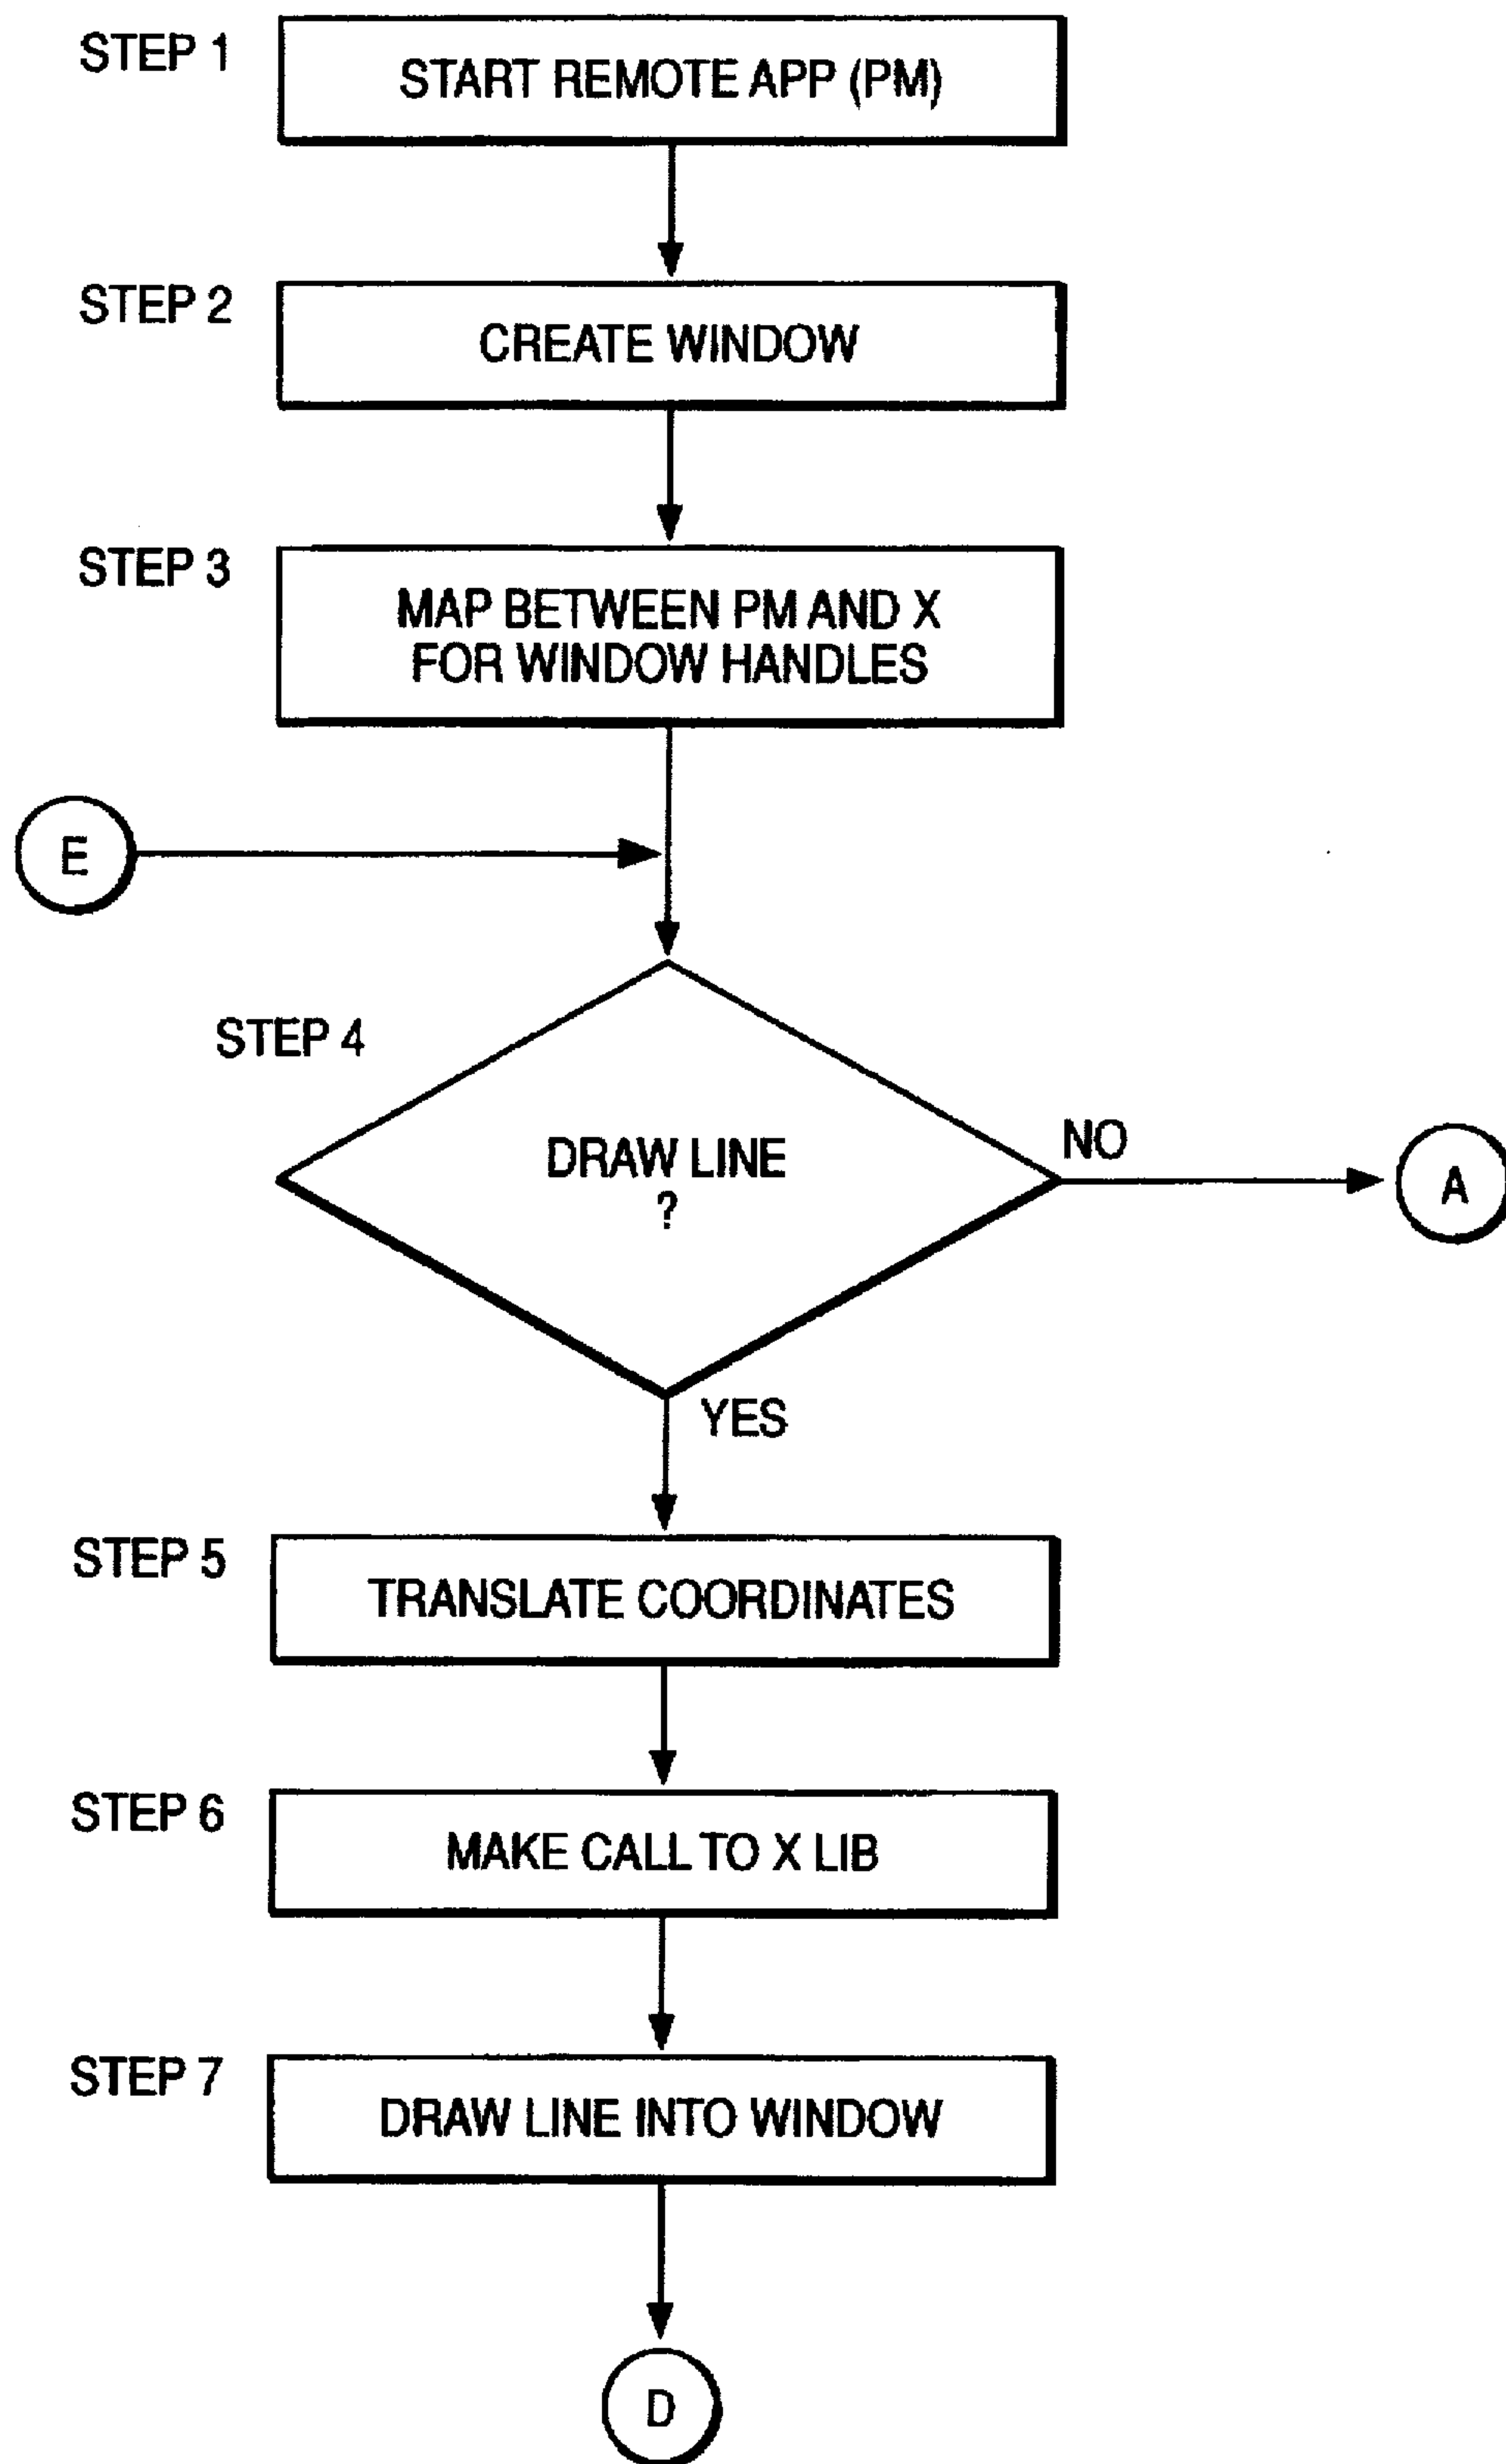 STEP 1
START REMOTE APP (PM)
STEP 2
CREATE WINDOW
STEP 3
MAP BETWEEN PM AND X
FOR WINDOW HANDLES
E
STEP 4
DRAW LINE
?
NO
A
YES
STEP 5
TRANSLATE COORDINATES
STEP 6
MAKE CALL TO X LIB
STEP 7
DRAW LINE INTO WINDOW
D